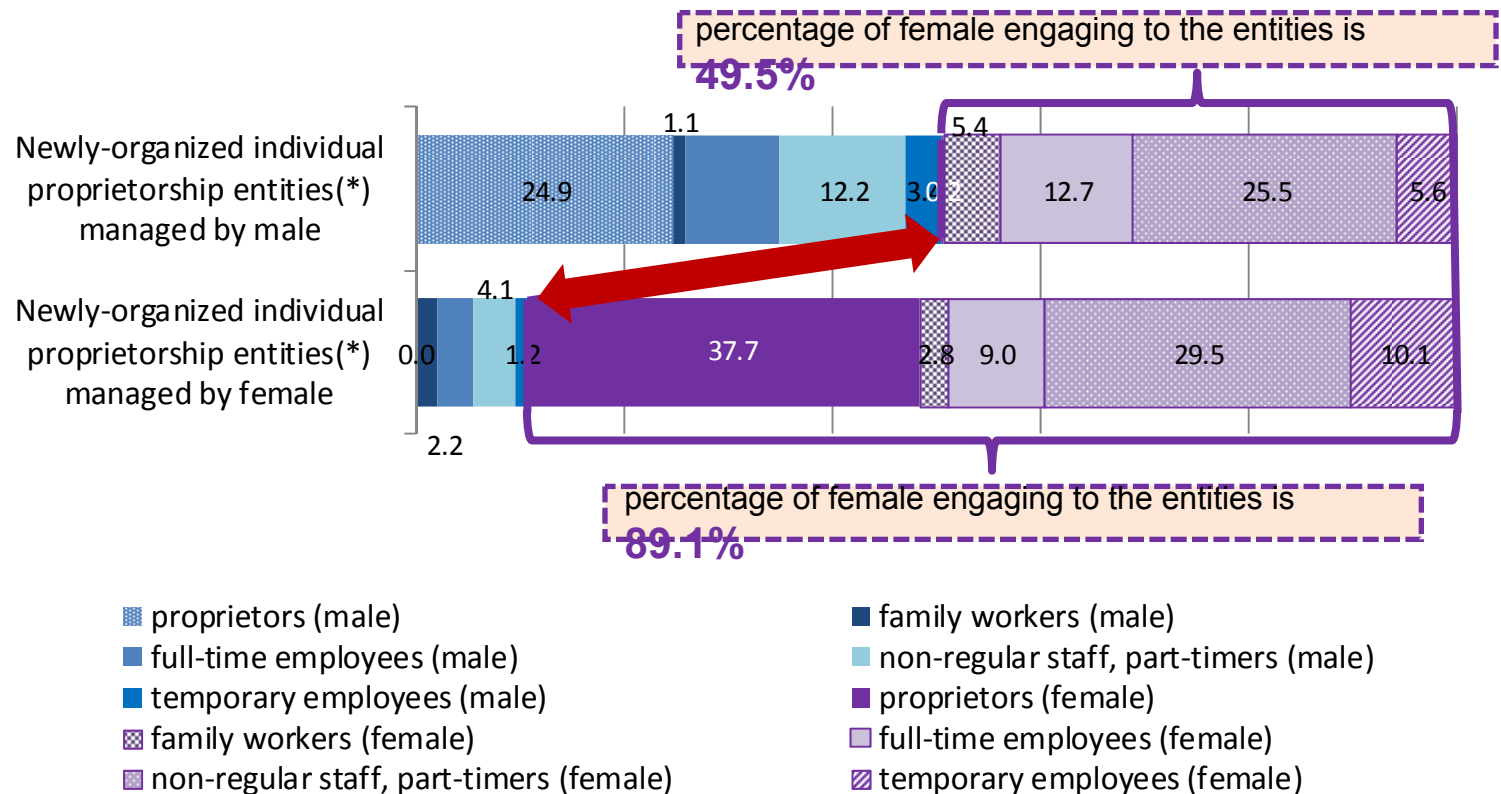 percentage of female engaging to the entities is
49.5%
Newly-organized individual
proprietorship entities(*)
managed by male
1.1
5.4
24.9
12.2
12.7
25.5
5.6
Newly-organized individual
proprietorship entities(*)
managed by female
4.1
0.0
1.2
37.7
2.8
9.0
29.5
10.1
2.2
percentage of female engaging to the entities is
89.1%
proprietors (male)
family workers (male)
full-time employees (male)
non-regular staff, part-timers (male)
temporary employees (male)
proprietors (female)
family workers (female)
full-time employees (female)
non-regular staff, part-timers (female)
temporary employees (female)